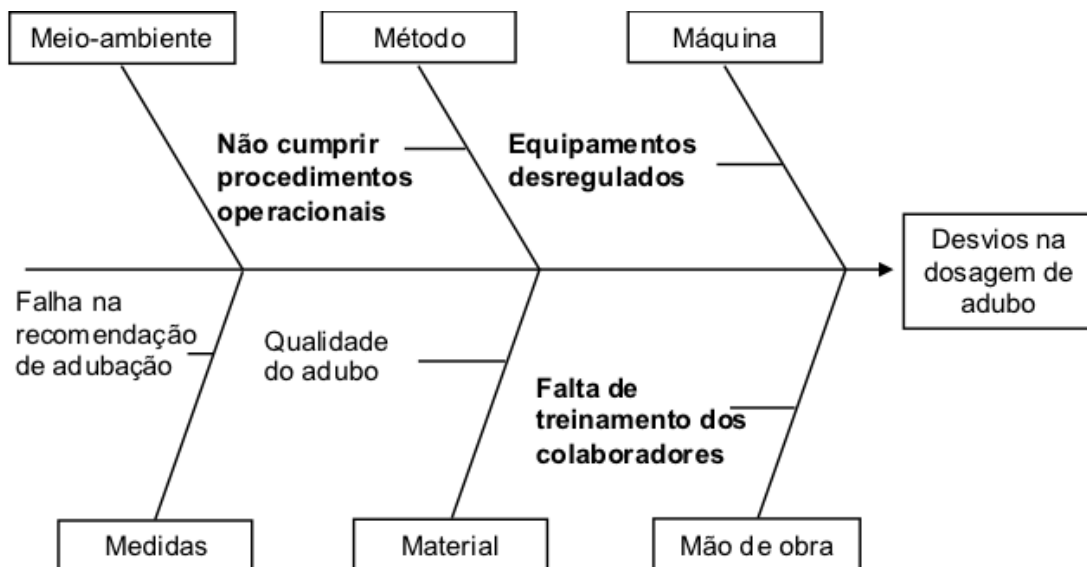 Meio-ambiente
Método
Máquina
Não cumprir
procedimentos
operacionais
Equipamentos
desregulados
Desvios na
dosagem de
adubo
Falha na
recomendação
de adubação
Qualidade
do adubo
Falta de
treinamento dos
colaboradores
Medidas
Material
Mão de obra